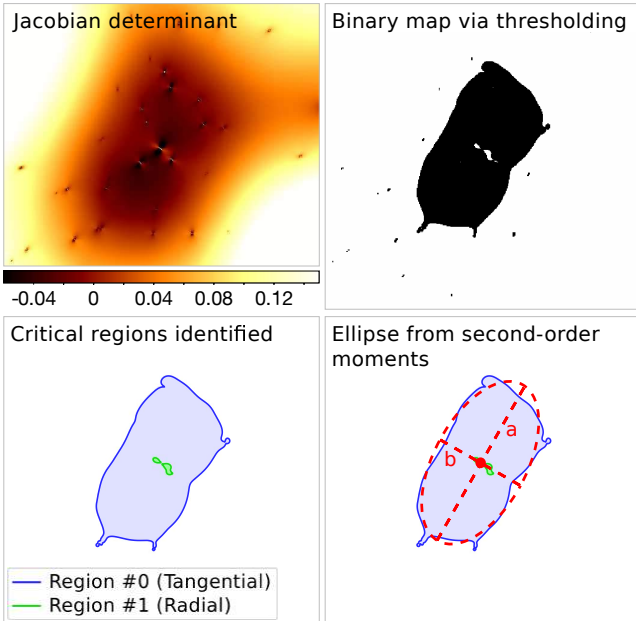 Jacobian determinant
Binary map via thresholding
-0.04 0 0.04 0.08 0.12
Critical regions identified
Ellipse from second-order
moments
a
b
Region #0 (Tangential)
Region #1 (Radial)